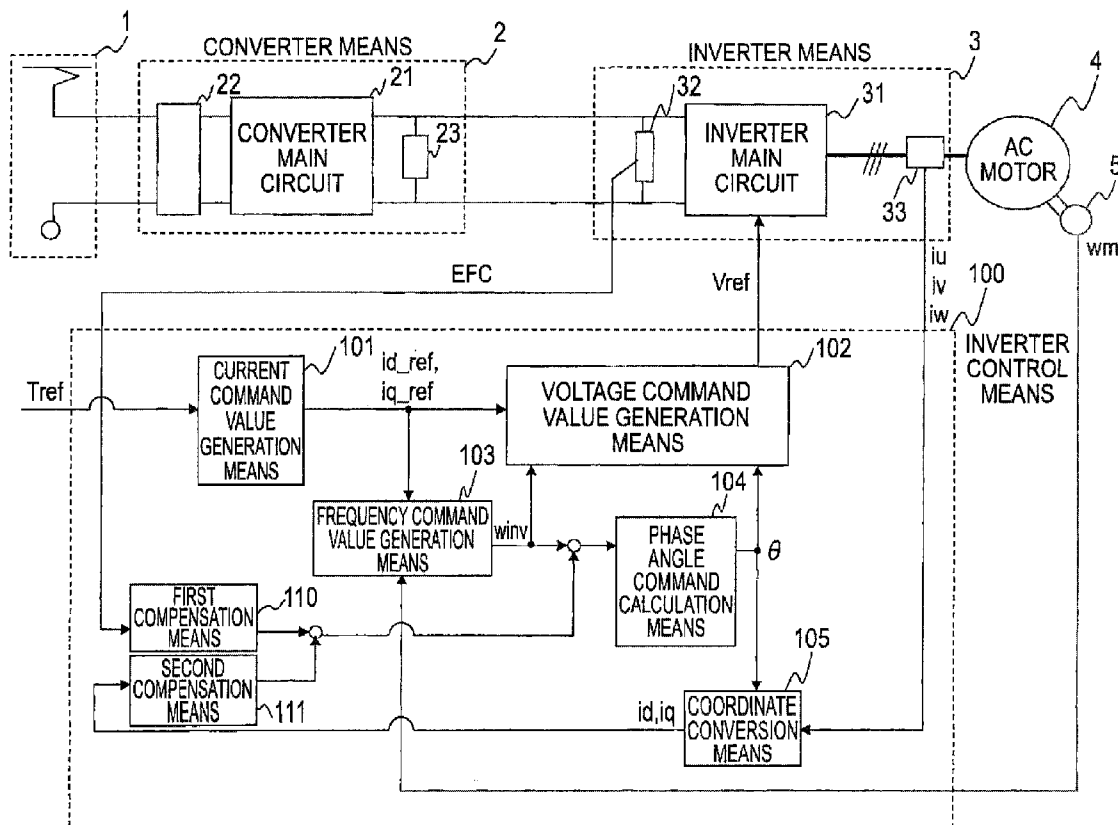 1
CONVERTER MEANS
2
INVERTER MEANS
3
4
22
21
32
31
CONVERTER
MAIN
CIRCUIT
23
INVERTER
MAIN
CIRCUIT
33
AC
MOTOR
5
wm
EFC
Vref
iu
iv
iw
100
INVERTER
CONTROL
MEANS
Tref
101
CURRENT
COMMAND
VALUE
GENERATION
MEANS
id_ref,
iq_ref
102
VOLTAGE COMMAND
VALUE GENERATION
MEANS
103
FREQUENCY COMMAND
VALUE GENERATION
MEANS
winv
104
PHASE
ANGLE
COMMAND
CALCULATION
MEANS
θ
FIRST
COMPENSATION
MEANS
110
SECOND
COMPENSATION
MEANS
111
105
id,iq
COORDINATE
CONVERSION
MEANS